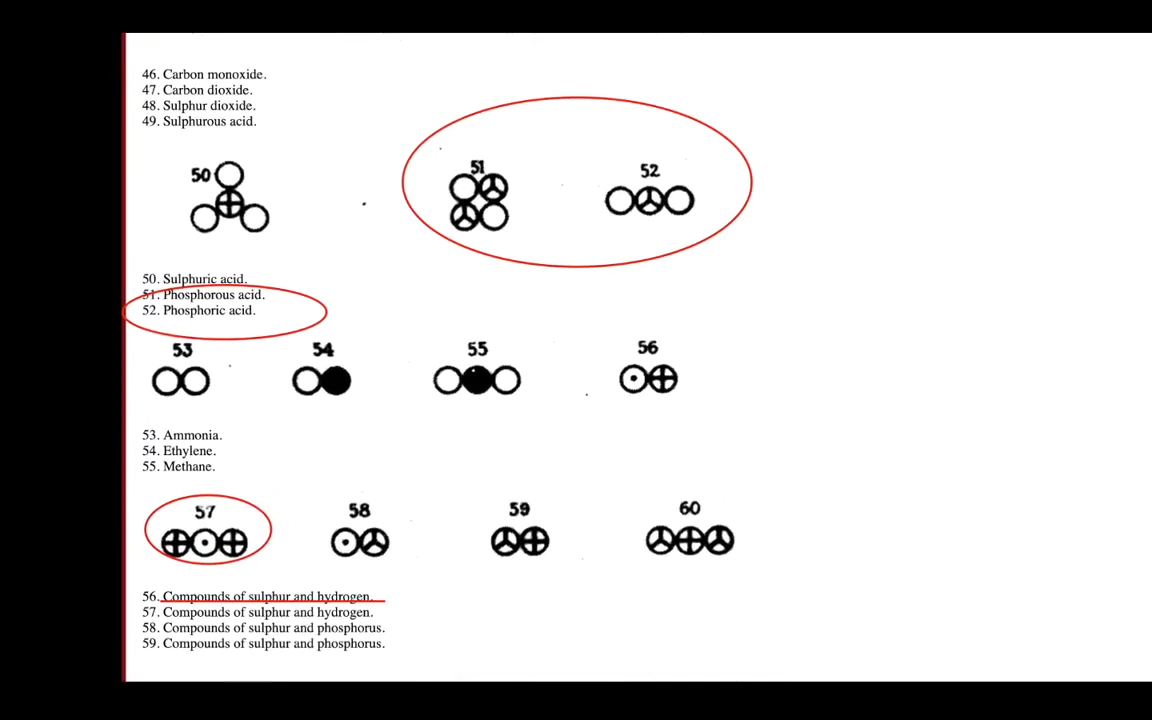 46. Carbon monoxide.
47. Carbon dioxide.
48. Sulphur dioxide.
49. Sulphurous acid.
50
51
52
50. Sulphuric acid.
51. Phosphorous acid.
52. Phosphoric acid.
53
54
55
56
53. Ammonia.
54. Ethylene.
55. Methane.
57
58
59
60
56. Compounds of sulphur and hydrogen.
57. Compounds of sulphur and hydrogen.
58. Compounds of sulphur and phosphorus.
59. Compounds of sulphur and phosphorus.